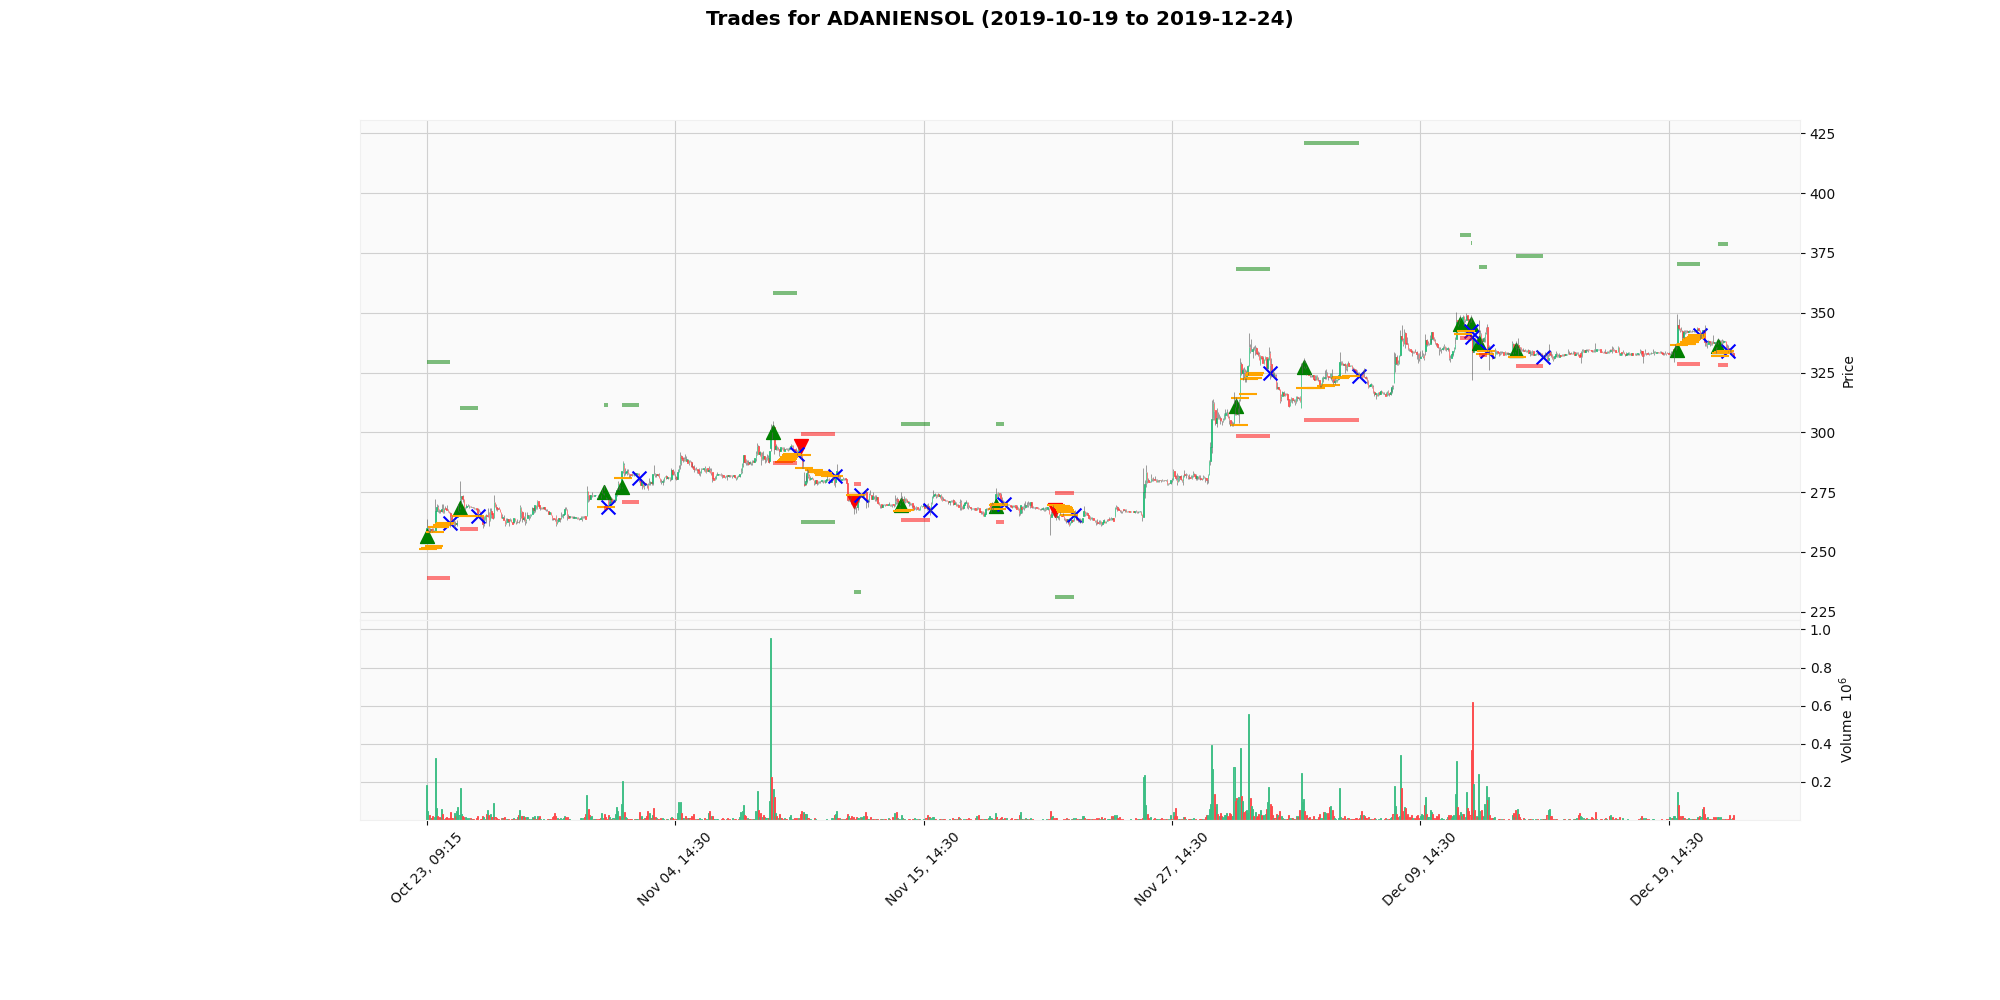 Trades for ADANIENSOL (2019-10-19 to 2019-12-24)
425
400
375
350
325
300
275
250
225
Price
1.0
0.8
0.6
0.4
0.2
Volume 10^6
Oct 23, 09:15
Nov 04, 14:30
Nov 15, 14:30
Nov 27, 14:30
Dec 09, 14:30
Dec 19, 14:30